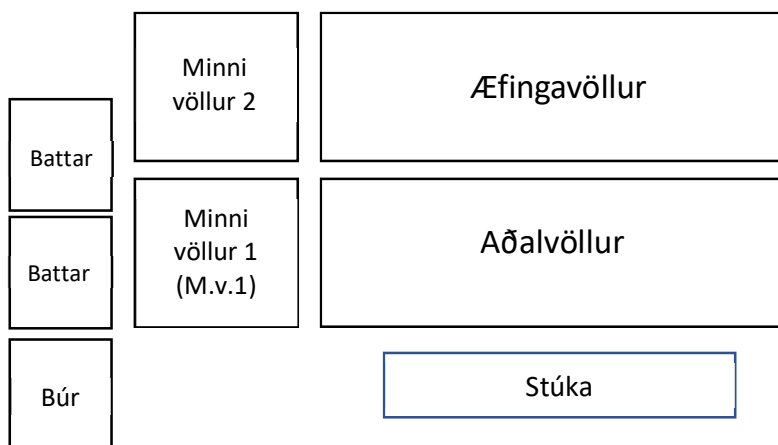 Minni
völlur 2
Æfingavöllur
Battar
Minni
völlur 1
(M.v.1)
Aðalvöllur
Battar
Búr
Stúka